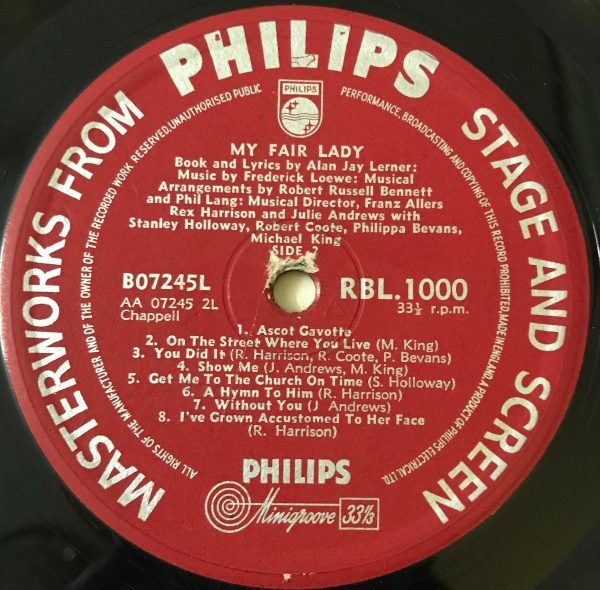 MASTERWORKS FROM PHILIPS STAGE AND SCREEN
ALL RIGHTS OF THE MANUFACTURER AND OF THE OWNER OF THE RECORDED WORK RESERVED, UNAUTHORISED PUBLIC PERFORMANCE, BROADCASTING AND COPYING OF THIS RECORD PROHIBITED, MADE IN ENGLAND. A PRODUCT OF PHILIPS ELECTRICAL LTD.
PHILIPS
MY FAIR LADY
Book and Lyrics by Alan Jay Lerner:
Music by Frederick Loewe: Musical
Arrangements by Robert Russell Bennett
and Phil Lang: Musical Director, Franz Allers
Rex Harrison and Julie Andrews with
Stanley Holloway, Robert Coote, Philippa Bevans,
Michael King
SIDE 2
B07245L
RBL.1000
AA 07245 2L
33⅓ r.p.m.
Chappell
1. Ascot Gavotte
2. On The Street Where You Live (M. King)
3. You Did It (R. Harrison, R. Coote, P. Bevans)
4. Show Me (J. Andrews, M. King)
5. Get Me To The Church On Time (S. Holloway)
6. A Hymn To Him (R. Harrison)
7. Without You (J Andrews)
8. I've Grown Accustomed To Her Face
(R. Harrison)
PHILIPS
Minigroove 33⅓